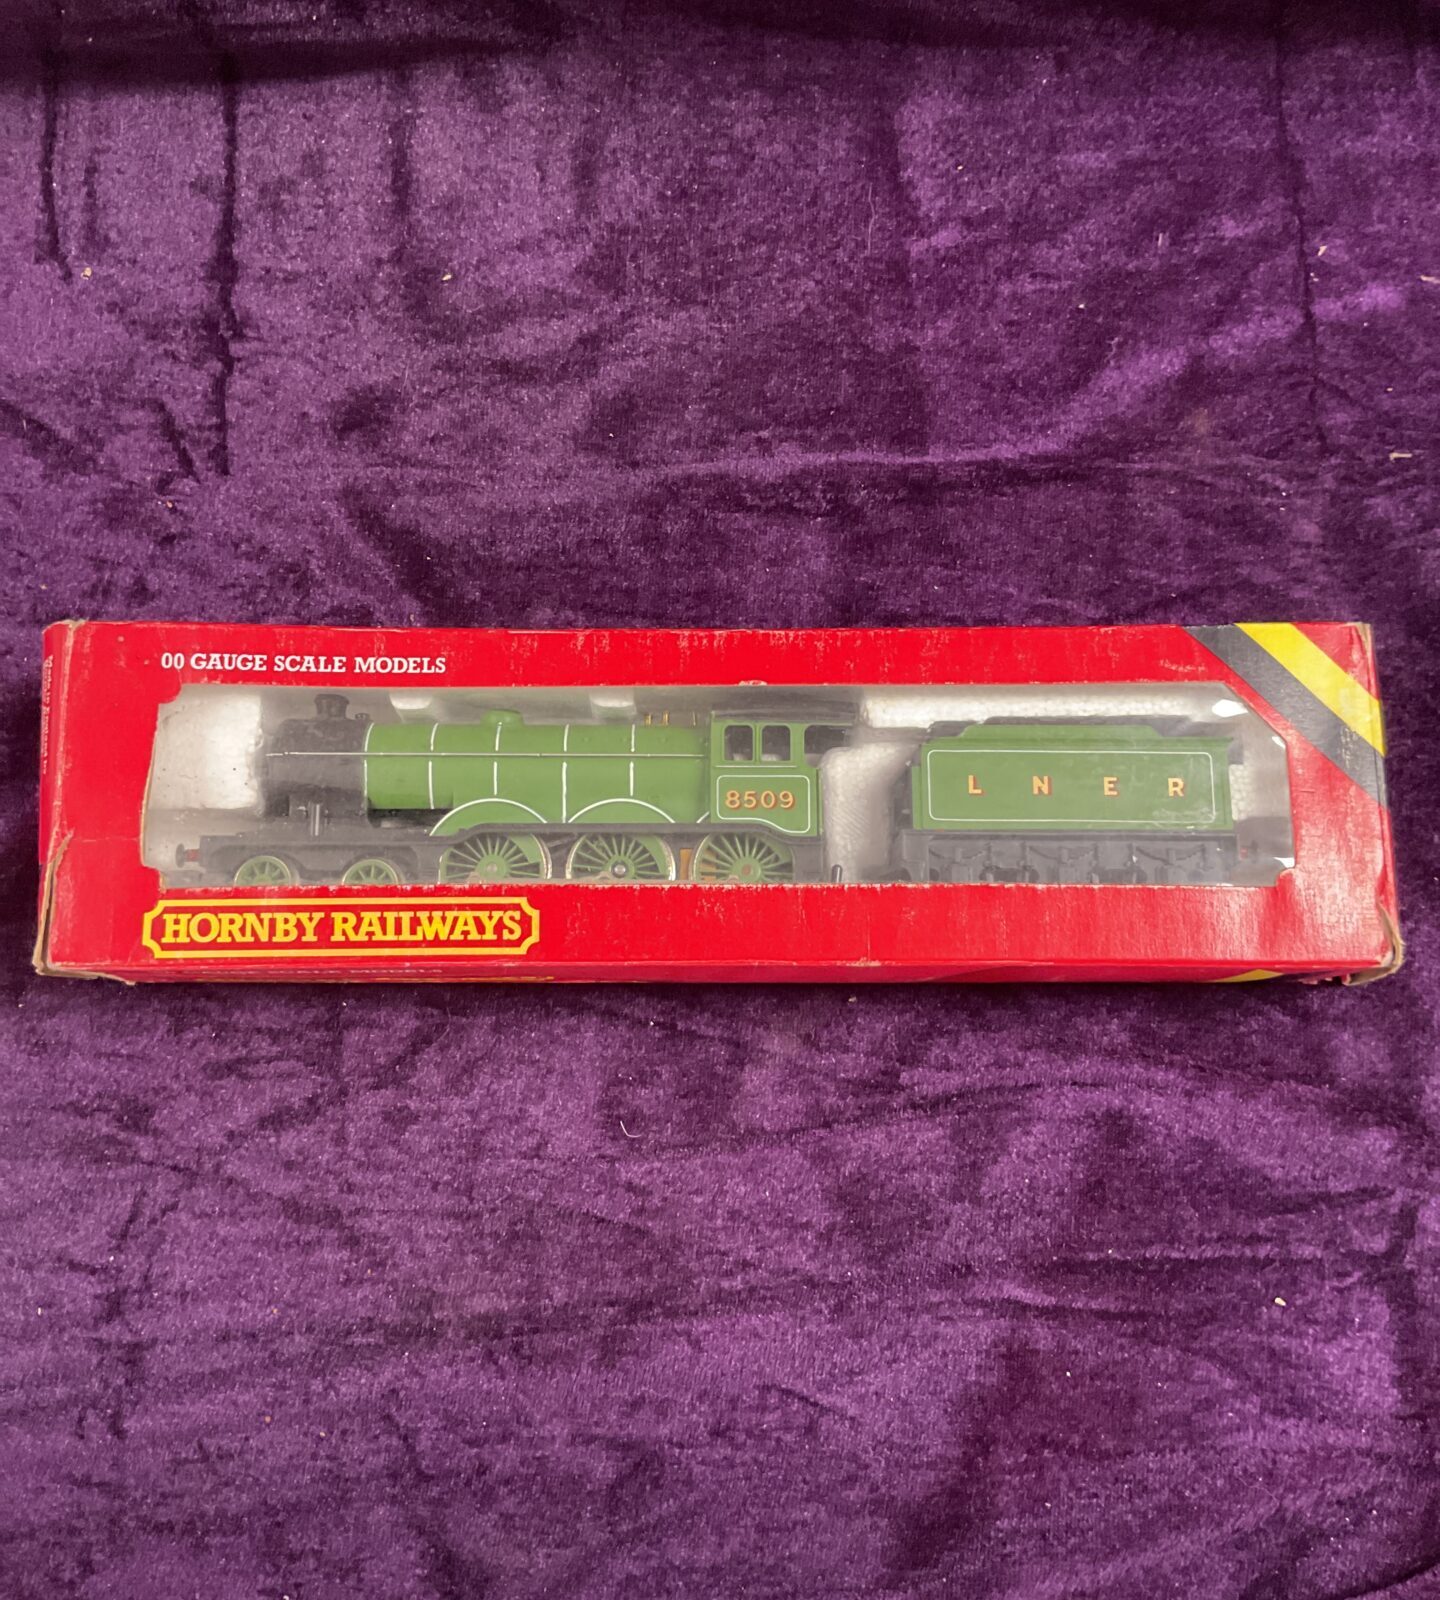 00 GAUGE SCALE MODELS
8509
L N E R
HORNBY RAILWAYS